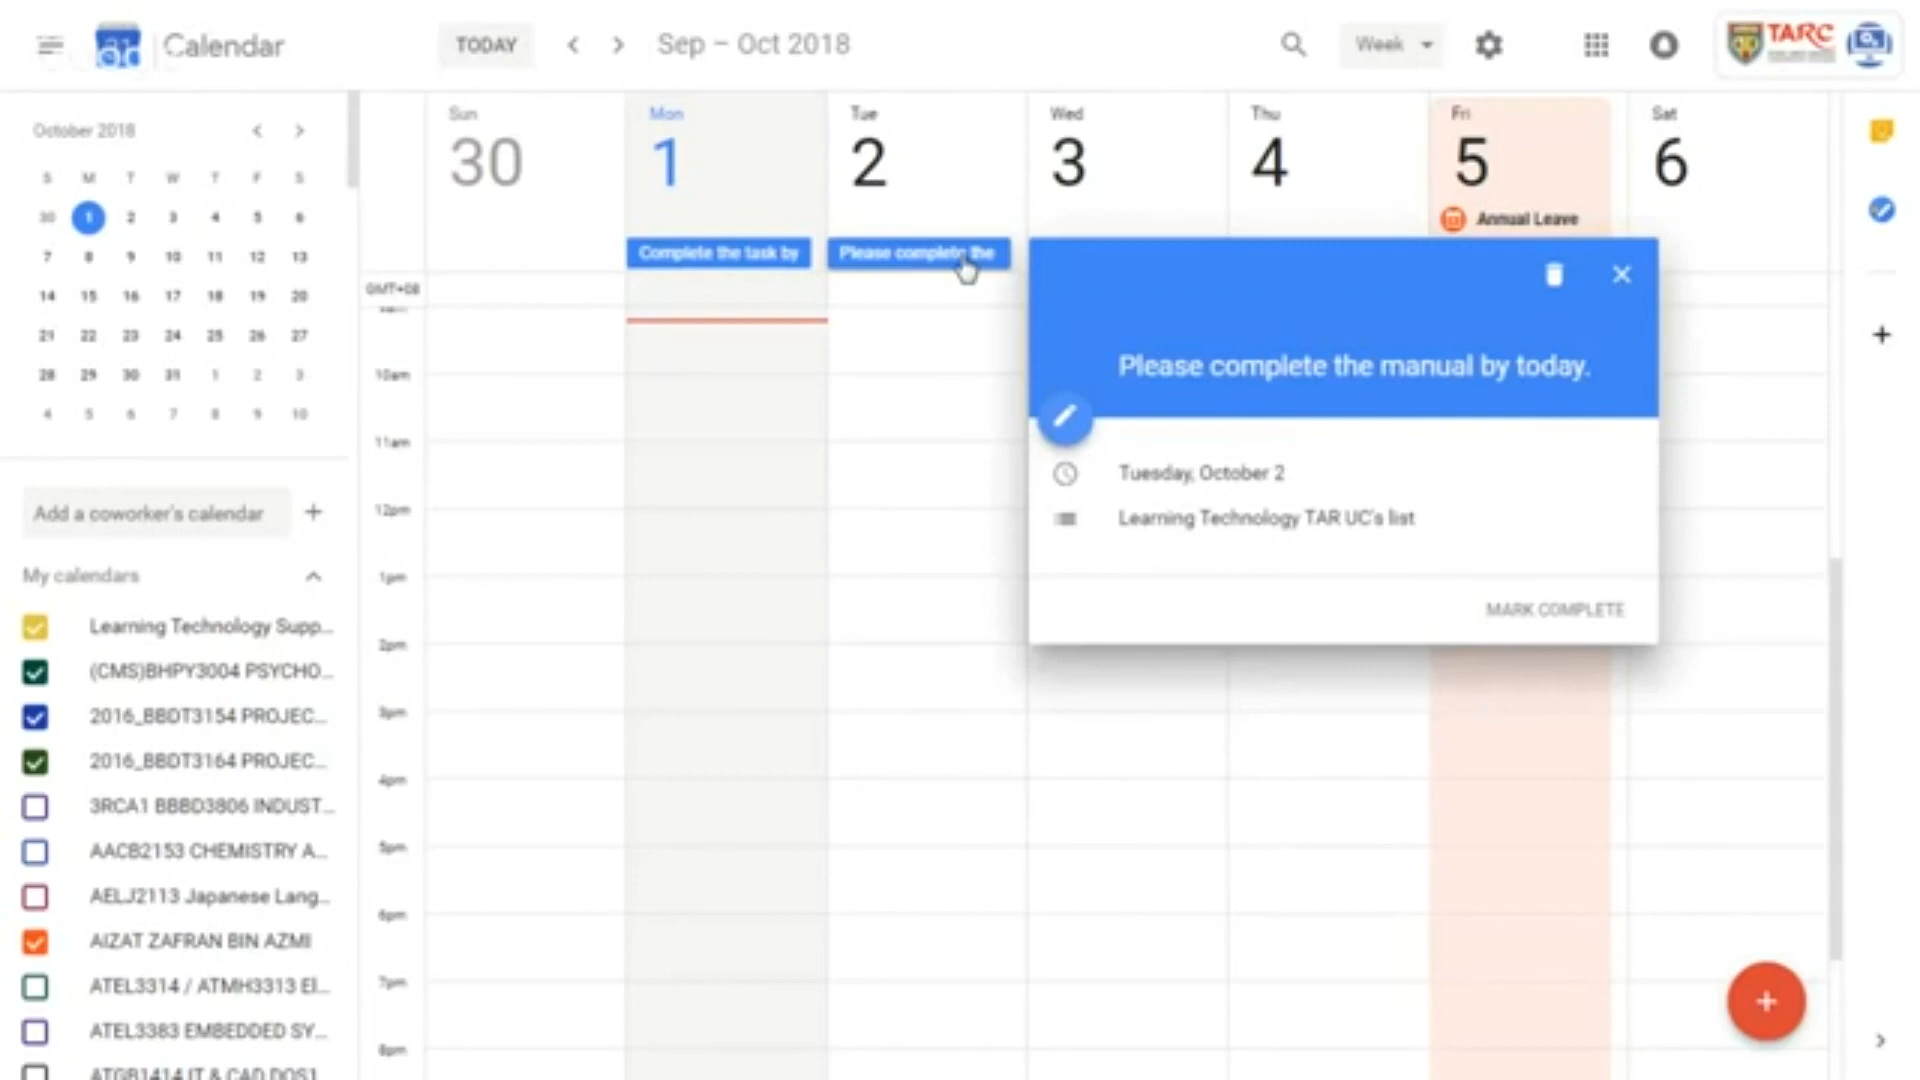 Calendar
TODAY
Sep – Oct 2018
Week
TARC
October 2018
S M T W T F S
30 1 2 3 4 5 6
7 8 9 10 11 12 13
14 15 16 17 18 19 20
21 22 23 24 25 26 27
28 29 30 31 1 2 3
4 5 6 7 8 9 10
Add a coworker's calendar
My calendars
Learning Technology Supp...
(CMS)BHPY3004 PSYCHO...
2016_BBDT3154 PROJEC...
2016_BBDT3164 PROJEC...
3RCA1 BBBD3806 INDUST...
AACB2153 CHEMISTRY A...
AELJ2113 Japanese Lang...
AIZAT ZAFRAN BIN AZMI
ATEL3314 / ATMH3313 El...
ATEL3383 EMBEDDED SY...
ATGB1414 IT & CAD DOS1
Sun Mon Tue Wed Thu Fri Sat
30 1 2 3 4 5 6
Annual Leave
Complete the task by
Please complete the
GMT+08
10am
11am
12pm
1pm
2pm
3pm
4pm
5pm
6pm
7pm
8pm
Please complete the manual by today.
Tuesday, October 2
Learning Technology TAR UC's list
MARK COMPLETE